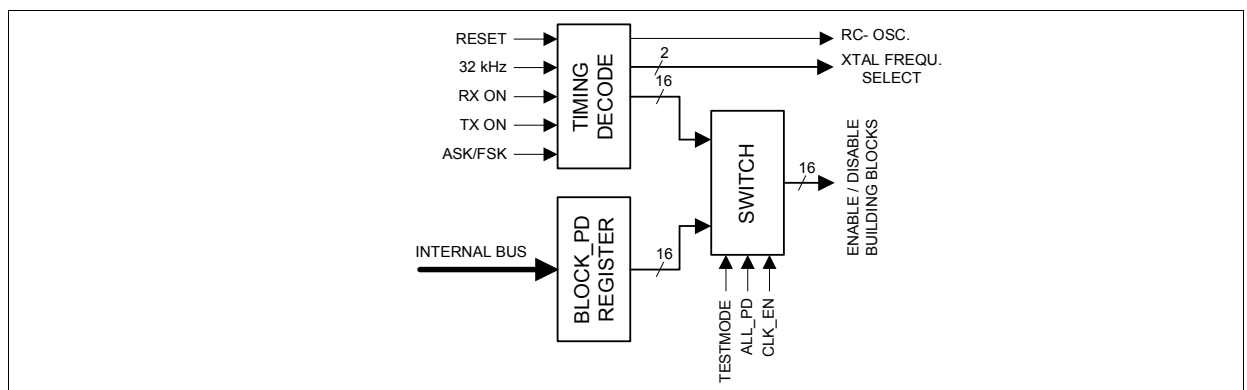 RESET
32 kHz
RX ON
TX ON
ASK/FSK
TIMING
DECODE
2
16
RC- OSC.
XTAL FREQU.
SELECT
SWITCH
16
ENABLE / DISABLE
BUILDING BLOCKS
INTERNAL BUS
BLOCK_PD
REGISTER
16
TESTMODE
ALL_PD
CLK_EN